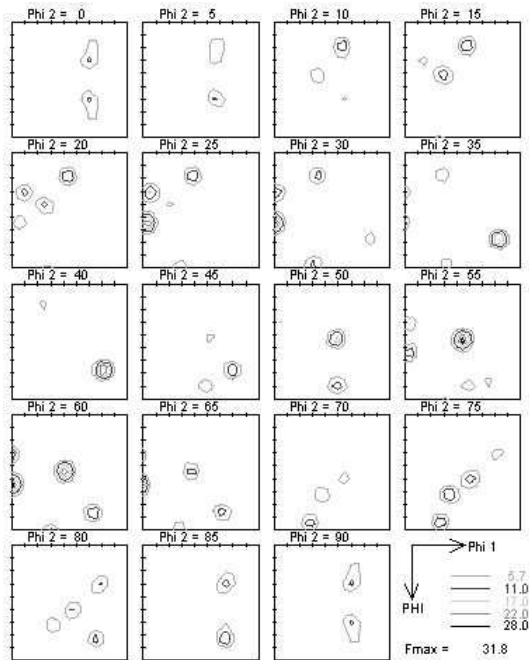 Phi 2 = 0 Phi 2 = 5 Phi 2 = 10 Phi 2 = 15
Phi 2 = 20 Phi 2 = 25 Phi 2 = 30 Phi 2 = 35
Phi 2 = 40 Phi 2 = 45 Phi 2 = 50 Phi 2 = 55
Phi 2 = 60 Phi 2 = 65 Phi 2 = 70 Phi 2 = 75
Phi 2 = 80 Phi 2 = 85 Phi 2 = 90
Phi 1
PHI
5.7
11.0
17.0
22.0
28.0
Fmax = 31.8